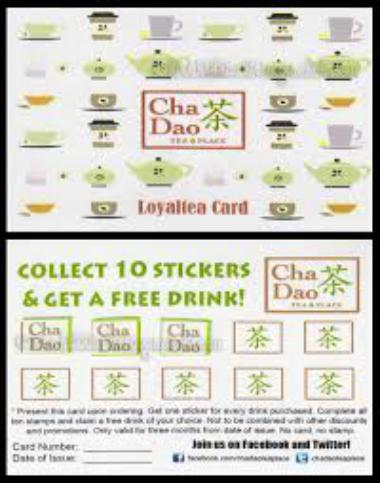 Cha
Dao 茶
TEA PLACE
Loyaltea Card
COLLECT 10 STICKERS
& GET A FREE DRINK!
Cha
Dao 茶
TEA PLACE
Cha
Dao
Cha
Dao
Cha
Dao
茶
茶
茶
茶
茶
茶
茶
* Present this card upon ordering. Get one sticker for every drink purchased. Complete all
ten stamps and claim a free drink of your choice. Not to be combined with other discounts
and promotions. Only valid for three months from date of issue. No card, no stamp.
Card Number:
Date of Issue:
Join us on Facebook and Twitter!
facebook.com/chadaoteaplace
chadaoteaplace